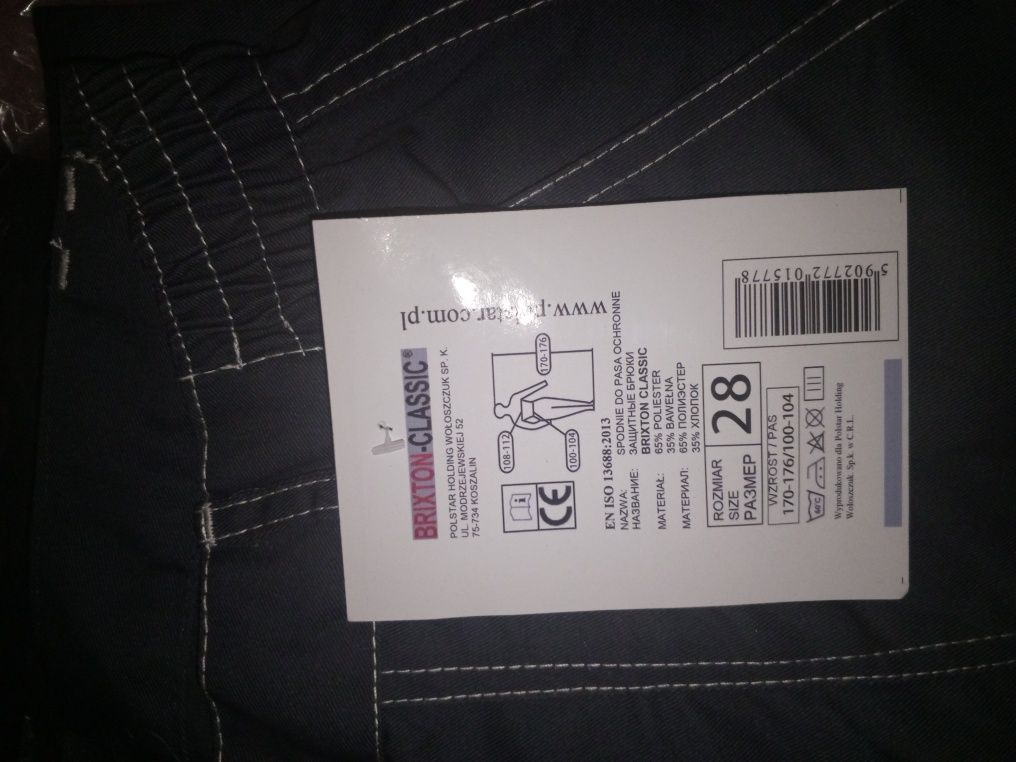 BRIXTON-CLASSIC®
POLSTAR HOLDING WOŁOSZCZUK SP. K.
UL. MODRZEJEWSKIEJ 52
75-734 KOSZALIN
www.p star.com.pl
108-112
170-176
100-104
i
CE
EN ISO 13688:2013
NAZWA: SPODNIE DO PASA OCHRONNE
НАЗВАНИЕ: ЗАЩИТНЫЕ БРЮКИ
BRIXTON CLASSIC
MATERIAŁ: 65% POLIESTER
35% BAWEŁNA
МАТЕРИАЛ: 65% ПОЛИЭСТЕР
35% ХЛОПОК
ROZMIAR
SIZE
РАЗМЕР
28
WZROST / PAS
170-176/100-104
60°C
Wyprodukowano dla Polstar Holding
Wołoszczuk Sp.k. w C.R.L.
5 902772 015778